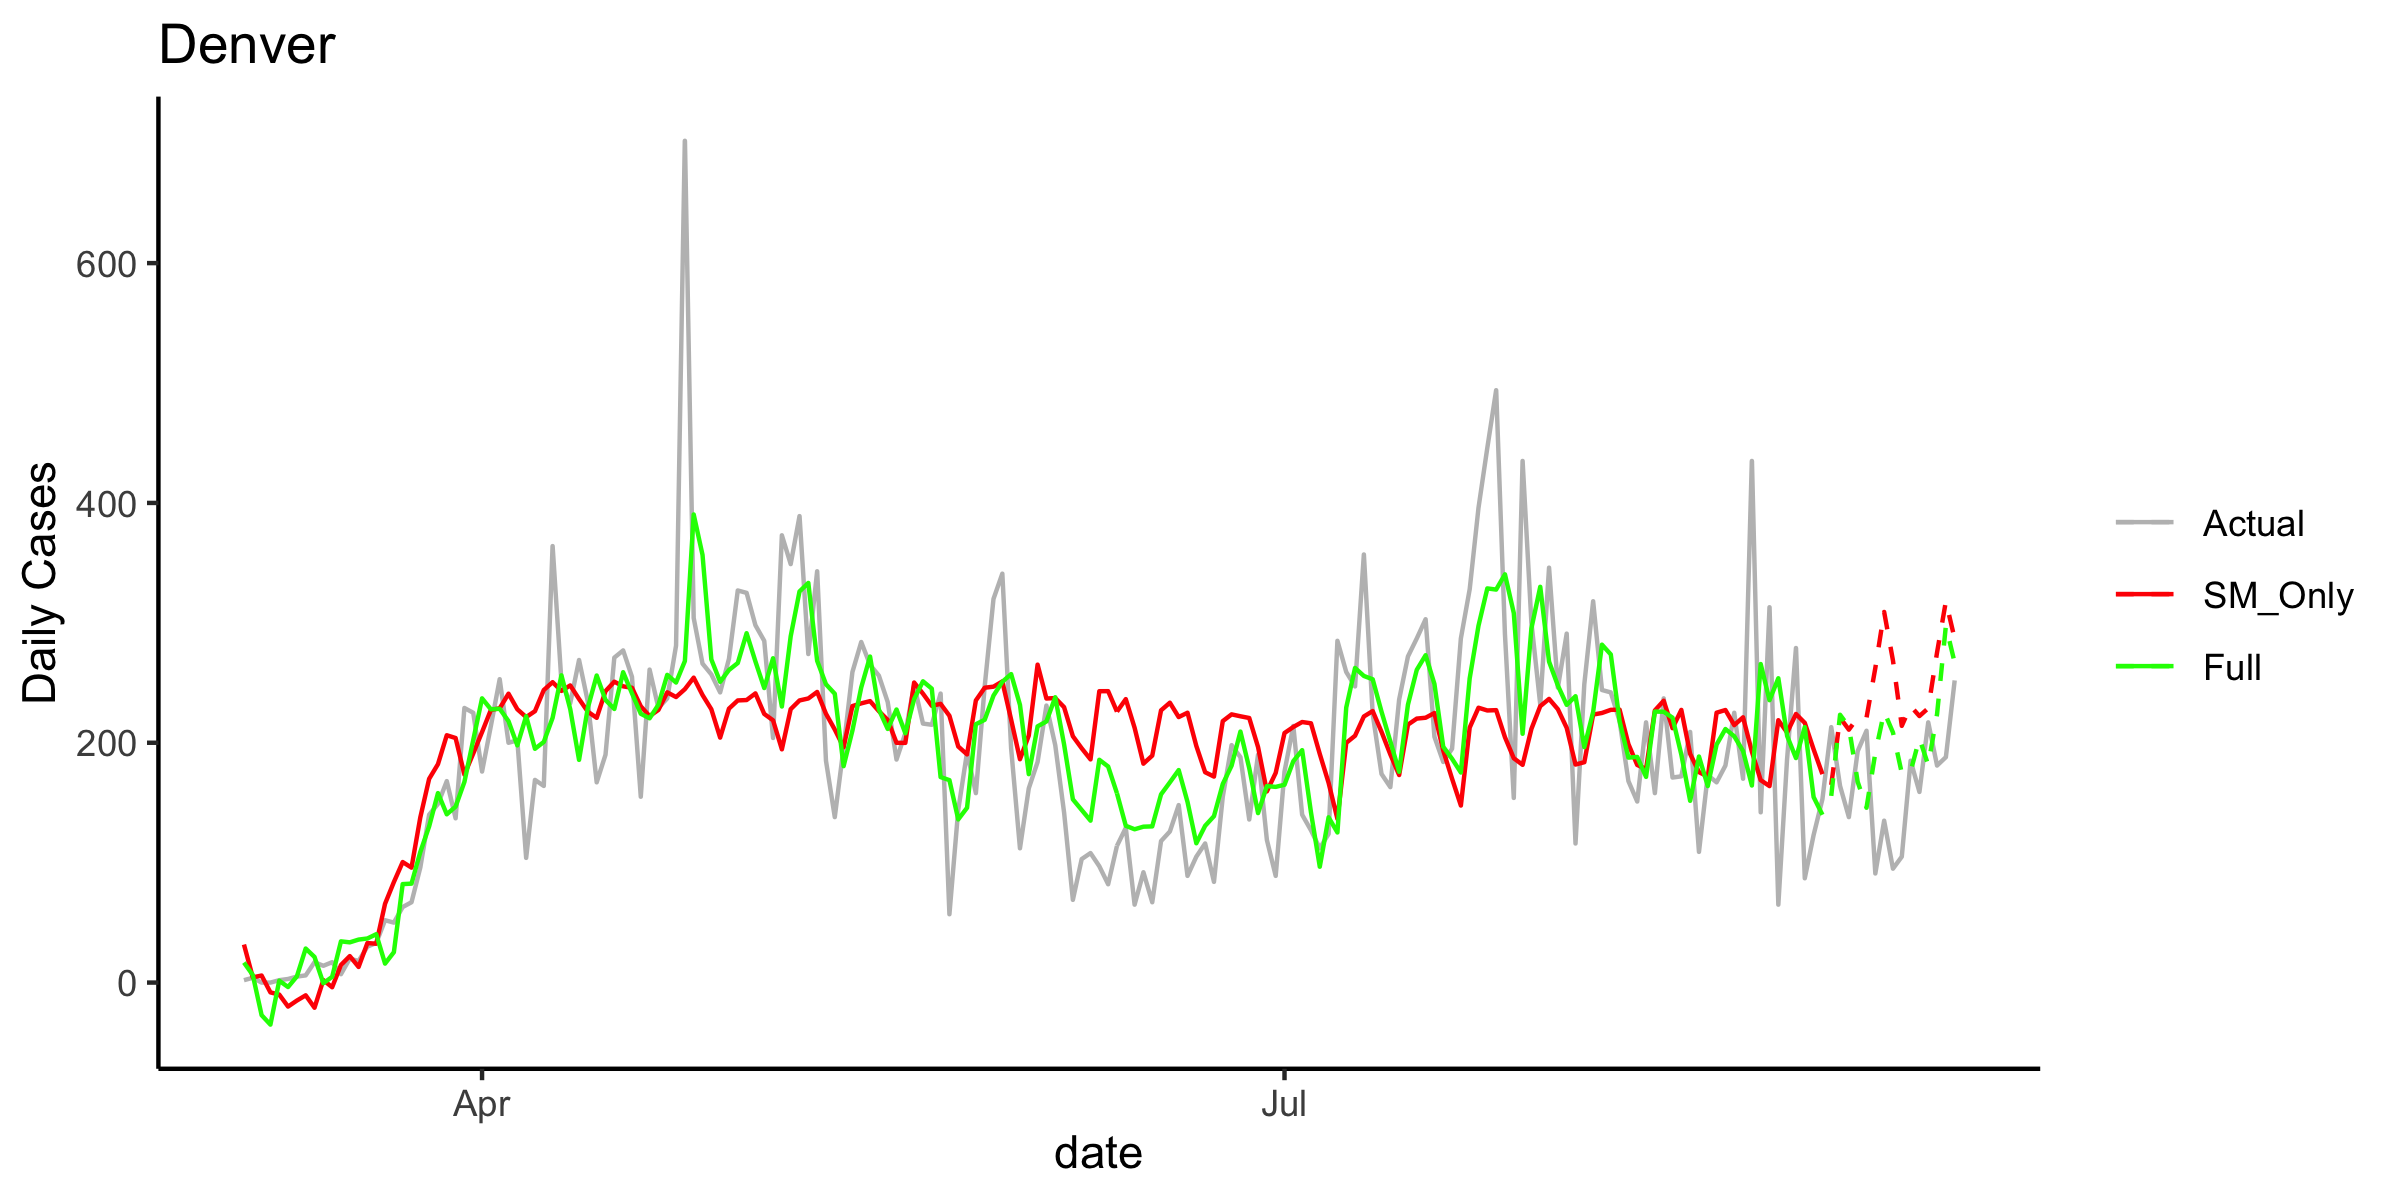 Denver
Daily Cases
600
400
200
0
Apr
Jul
date
Actual
SM_Only
Full